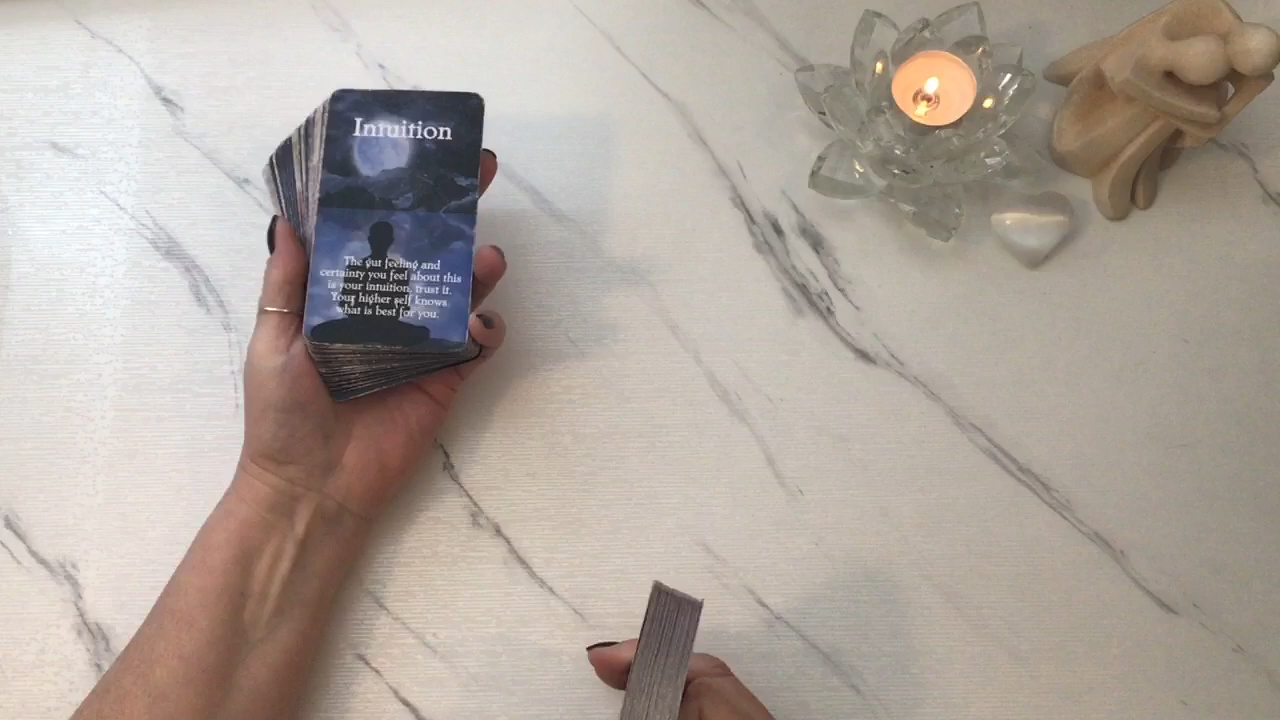 Intuition
The gut feeling and
certainty you feel about this
is your intuition, trust it.
Your higher self knows
what is best for you.